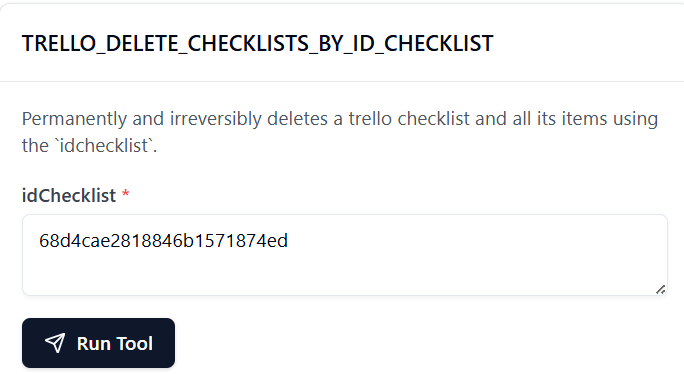 TRELLO_DELETE_CHECKLISTS_BY_ID_CHECKLIST
Permanently and irreversibly deletes a trello checklist and all its items using
the `idchecklist`.
idChecklist *
68d4cae2818846b1571874ed
Run Tool